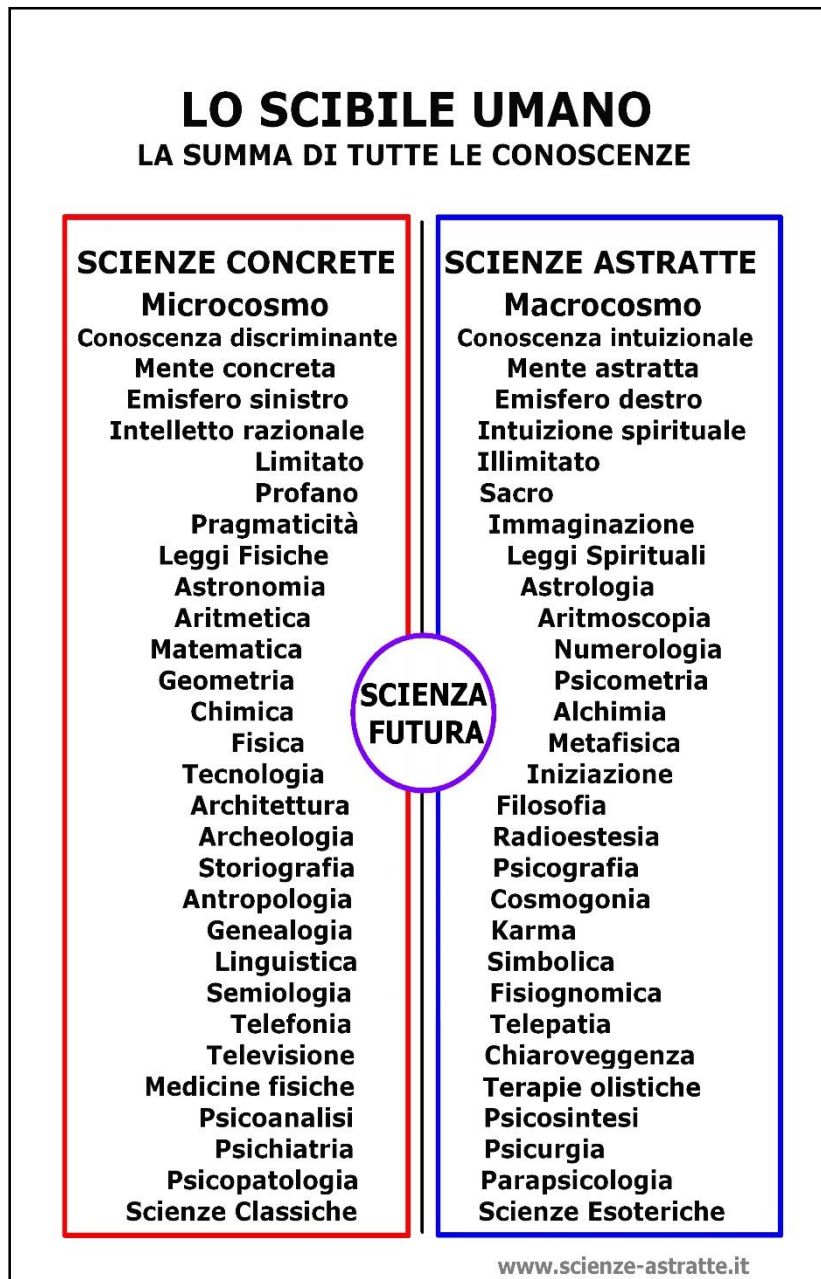 LO SCIBILE UMANO
LA SUMMA DI TUTTE LE CONOSCENZE
SCIENZE CONCRETE
Microcosmo
Conoscenza discriminante
Mente concreta
Emisfero sinistro
Intelletto razionale
Limitato
Profano
Pragmaticità
Leggi Fisiche
Astronomia
Aritmetica
Matematica
Geometria
Chimica
Fisica
Tecnologia
Architettura
Archeologia
Storiografia
Antropologia
Genealogia
Linguistica
Semiologia
Telefonia
Televisione
Medicine fisiche
Psicoanalisi
Psichiatria
Psicopatologia
Scienze Classiche
SCIENZA
FUTURA
SCIENZE ASTRATTE
Macrocosmo
Conoscenza intuizionale
Mente astratta
Emisfero destro
Intuizione spirituale
Illimitato
Sacro
Immaginazione
Leggi Spirituali
Astrologia
Aritmoscopia
Numerologia
Psicometria
Alchimia
Metafisica
Iniziazione
Filosofia
Radioestesia
Psicografia
Cosmogonia
Karma
Simbolica
Fisiognomica
Telepatia
Chiaroveggenza
Terapie olistiche
Psicosintesi
Psicurgia
Parapsicologia
Scienze Esoteriche
www.scienze-astratte.it